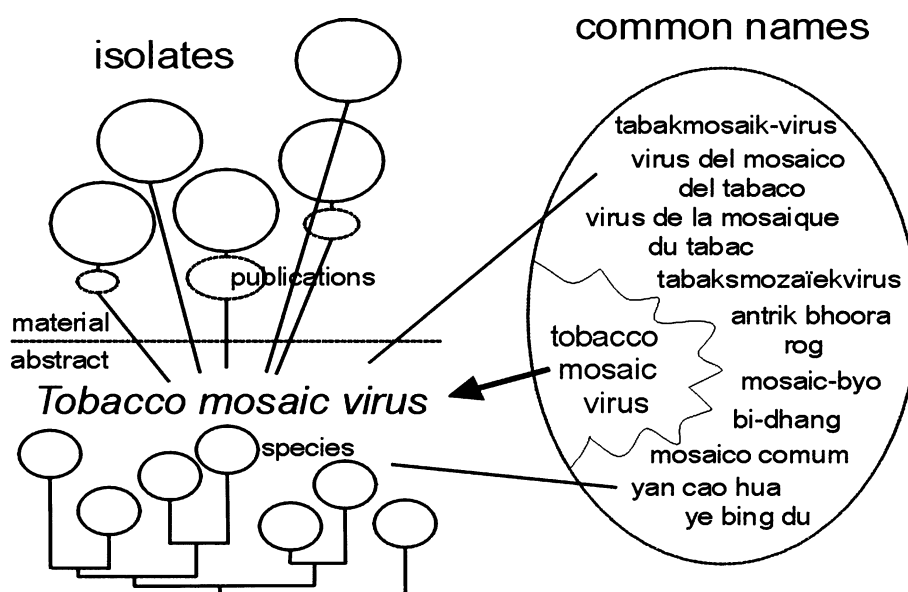 isolates
publications
material
abstract
Tobacco mosaic virus
species
common names
tabakmosaik-virus
virus del mosaico
del tabaco
virus de la mosaique
du tabac
tabaksmozaïekvirus
antrik bhoora
rog
mosaic-byo
bi-dhang
mosaico comum
yan cao hua
ye bing du
tobacco
mosaic
virus